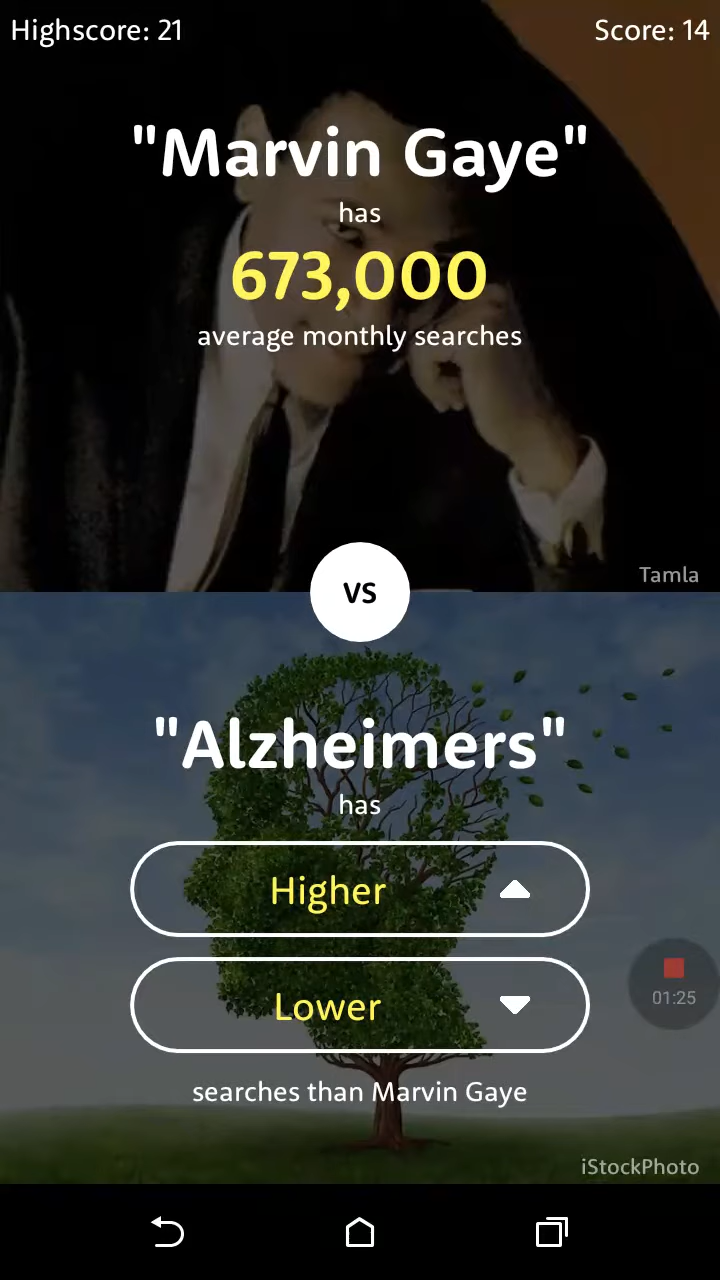 Highscore: 21
Score: 14
"Marvin Gaye"
has
673,000
average monthly searches
Tamla
VS
"Alzheimers"
has
Higher
Lower
01:25
searches than Marvin Gaye
iStockPhoto